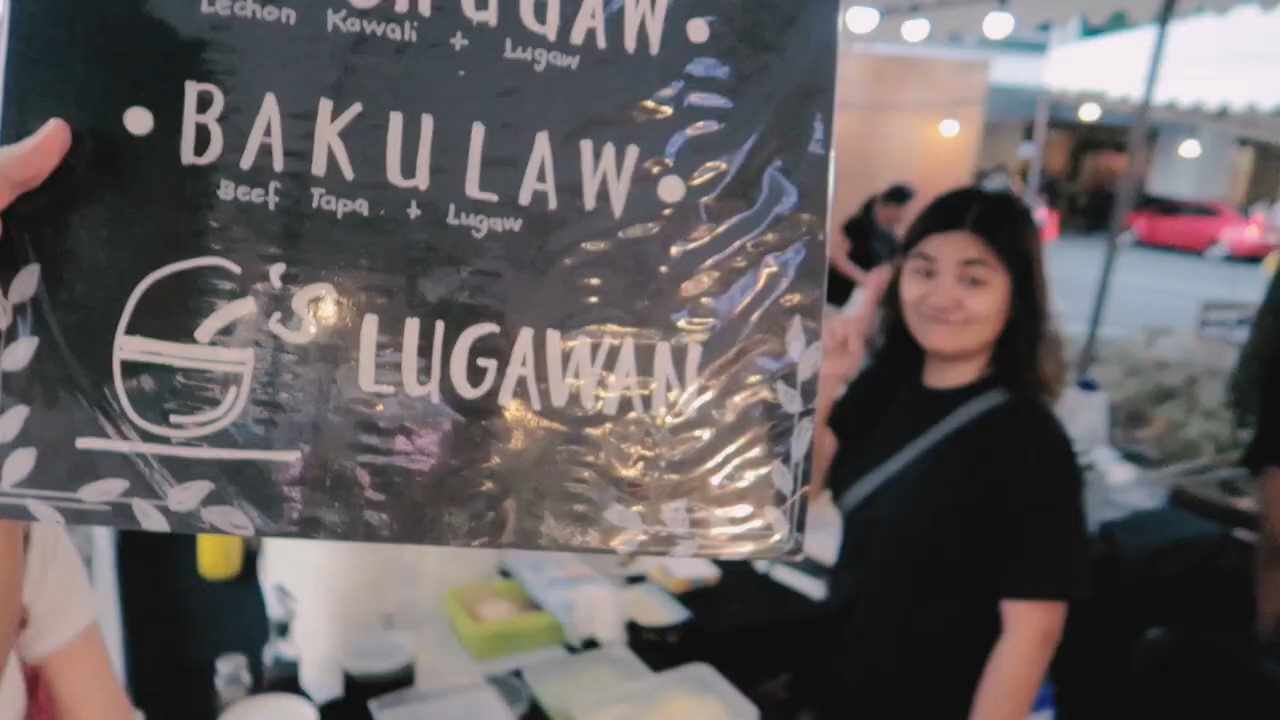 Lechon Kawali + Lugaw
• BAKULAW •
Beef Tapa + Lugaw
G's LUGAWAN